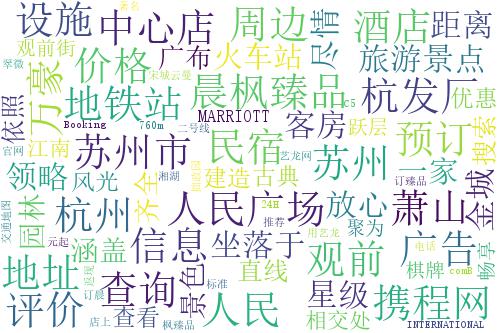 设施
中心店
周边
尽情
酒店
距离
著名
翠微
观前街
价格
广布
火车站
旅游景点
宋城云曼
依照
万豪
地铁站
晨枫臻品
杭发厂
优惠
c5
Booking
760m
MARRIOTT
二号线
官网
江南
苏州市
民宿
客房
跃层
预订
搜索
艺龙网
苏州
一家
订臻品
领略
风光
齐全
湘湖
建造
古典
放心
萧山
金城
24H
推荐
交通地图
园林
杭州
人民广场
聚为
用艺龙
元起
涵盖
信息
坐落于
观前
广告
电话
comB
畅享
地址
查询
景色
直线
棋牌
返现
标准
评价
订晨
查看
人民
星级
相交处
携程网
店上
枫臻品
INTERNATIONAL